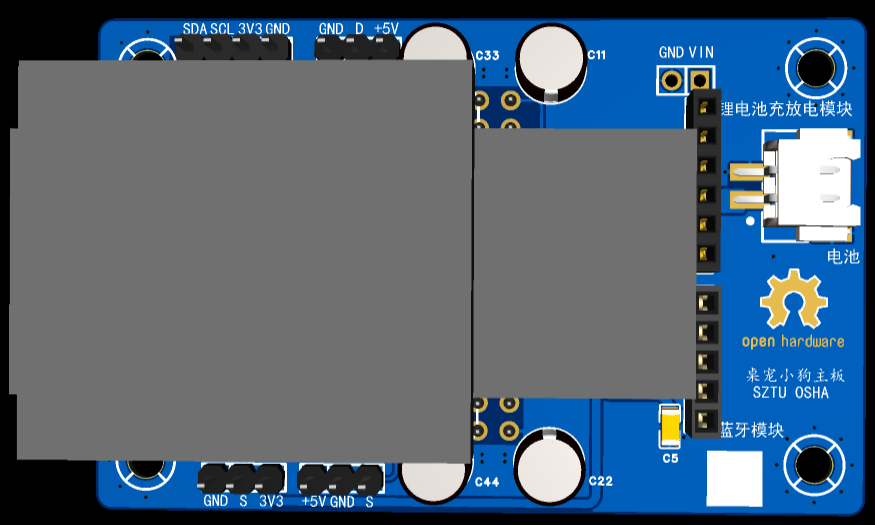 SDA SCL 3V3 GND
GND D +5V
C33
C11
GND VIN
锂电池充放电模块
电池
open hardware
桌宠小狗主板
SZTU OSHA
蓝牙模块
C5
C44
C22
GND S 3V3
+5V GND S